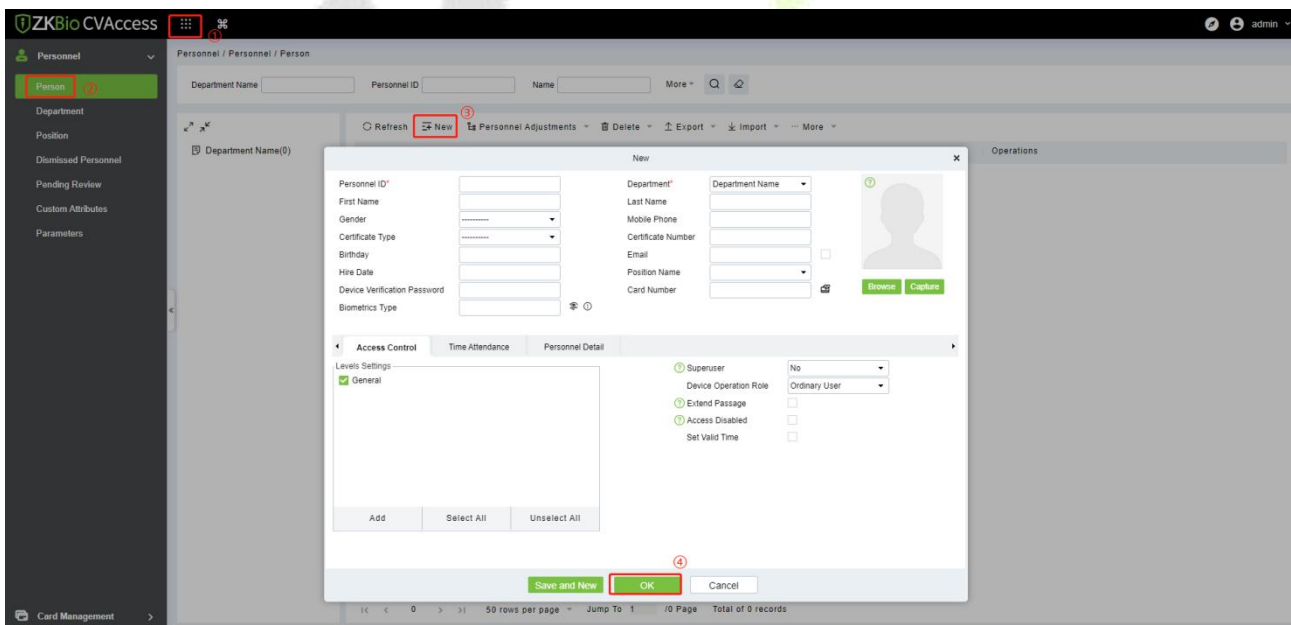 ZKBio CVAccess ① admin
Personnel
Personnel / Personnel / Person
Person ②
Department Name Personnel ID Name More
Department
Position
Dismissed Personnel
Pending Review
Custom Attributes
Parameters
③
Refresh New Personnel Adjustments Delete Export Import ··· More
Department Name(0)
Operations
New
Personnel ID* Department* Department Name
First Name Last Name
Gender ---------- Mobile Phone
Certificate Type ---------- Certificate Number
Birthday Email
Hire Date Position Name
Device Verification Password Card Number
Biometrics Type
Browse Capture
Access Control Time Attendance Personnel Detail
Levels Settings
General
Superuser No
Device Operation Role Ordinary User
Extend Passage
Access Disabled
Set Valid Time
Add Select All Unselect All
④
Save and New OK Cancel
|< < 0 > >| 50 rows per page Jump To 1 /0 Page Total of 0 records
Card Management >